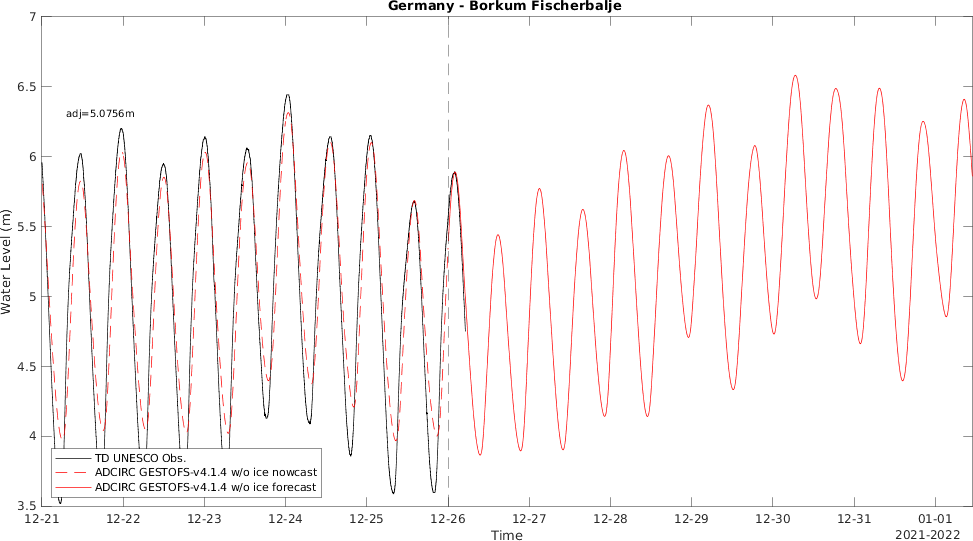 Germany - Borkum Fischerbalje
7
6.5
6
5.5
5
4.5
4
3.5
Water Level (m)
adj=5.0756m
TD UNESCO Obs.
ADCIRC GESTOFS-v4.1.4 w/o ice nowcast
ADCIRC GESTOFS-v4.1.4 w/o ice forecast
12-21 12-22 12-23 12-24 12-25 12-26 12-27 12-28 12-29 12-30 12-31 01-01
Time
2021-2022